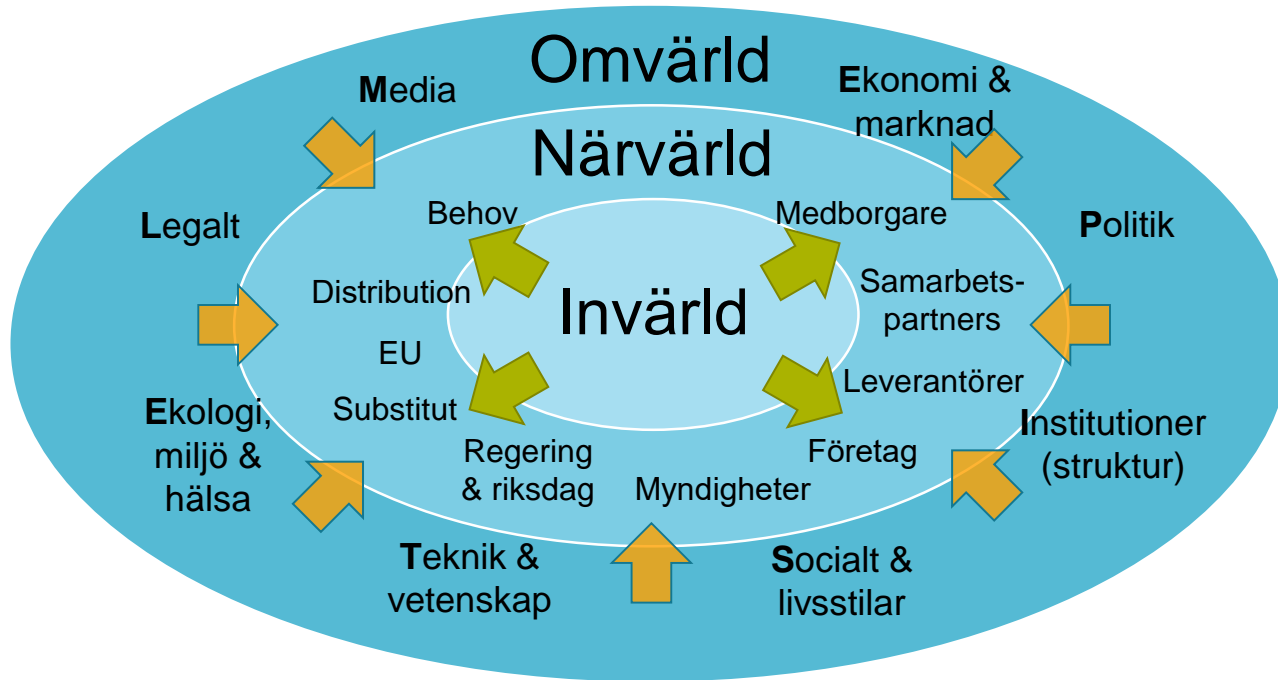 Omvärld
Media
Ekonomi &
marknad
Närvärld
Behov
Medborgare
Legalt
Politik
Distribution
Invärld
Samarbets-
partners
EU
Leverantörer
Substitut
Ekologi,
miljö &
hälsa
Regering
& riksdag
Myndigheter
Företag
Institutioner
(struktur)
Teknik &
vetenskap
Socialt &
livsstilar